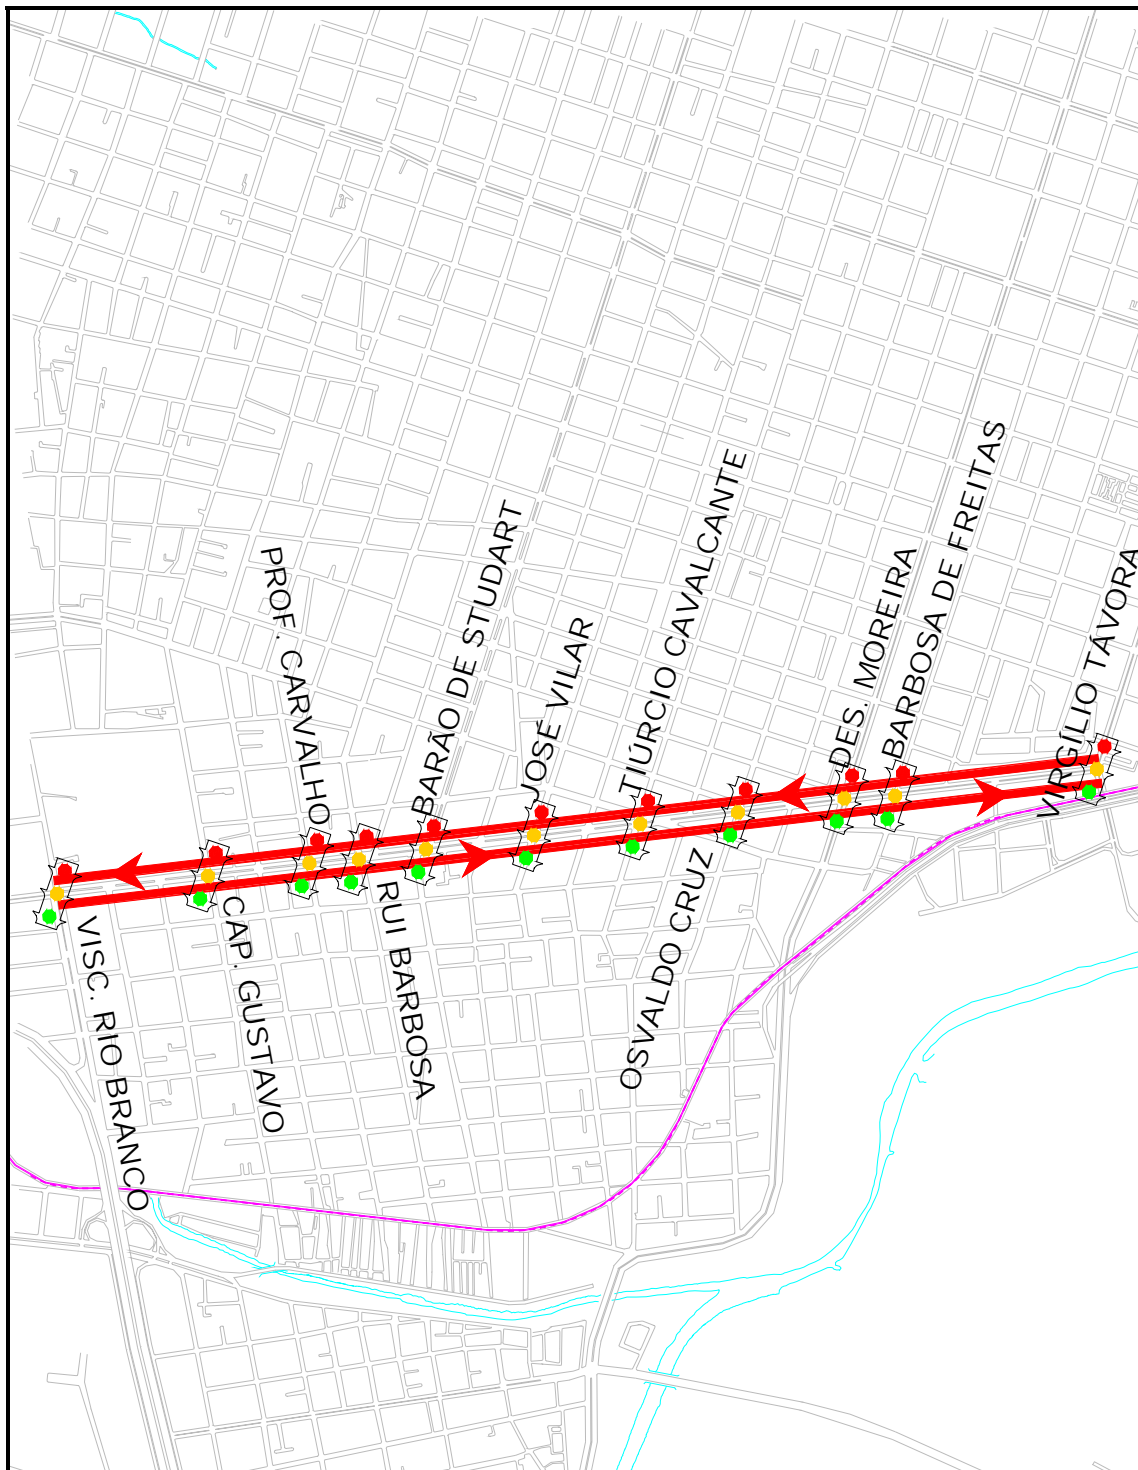 PROF. CARVALHO
BARÃO DE STUDART
JOSÉ VILAR
TIÚRCIO CAVALCANTE
DES. MOREIRA
BARBOSA DE FREITAS
VIRGÍLIO TÁVORA
VISC. RIO BRANCO
CAP. GUSTAVO
RUI BARBOSA
OSVALDO CRUZ